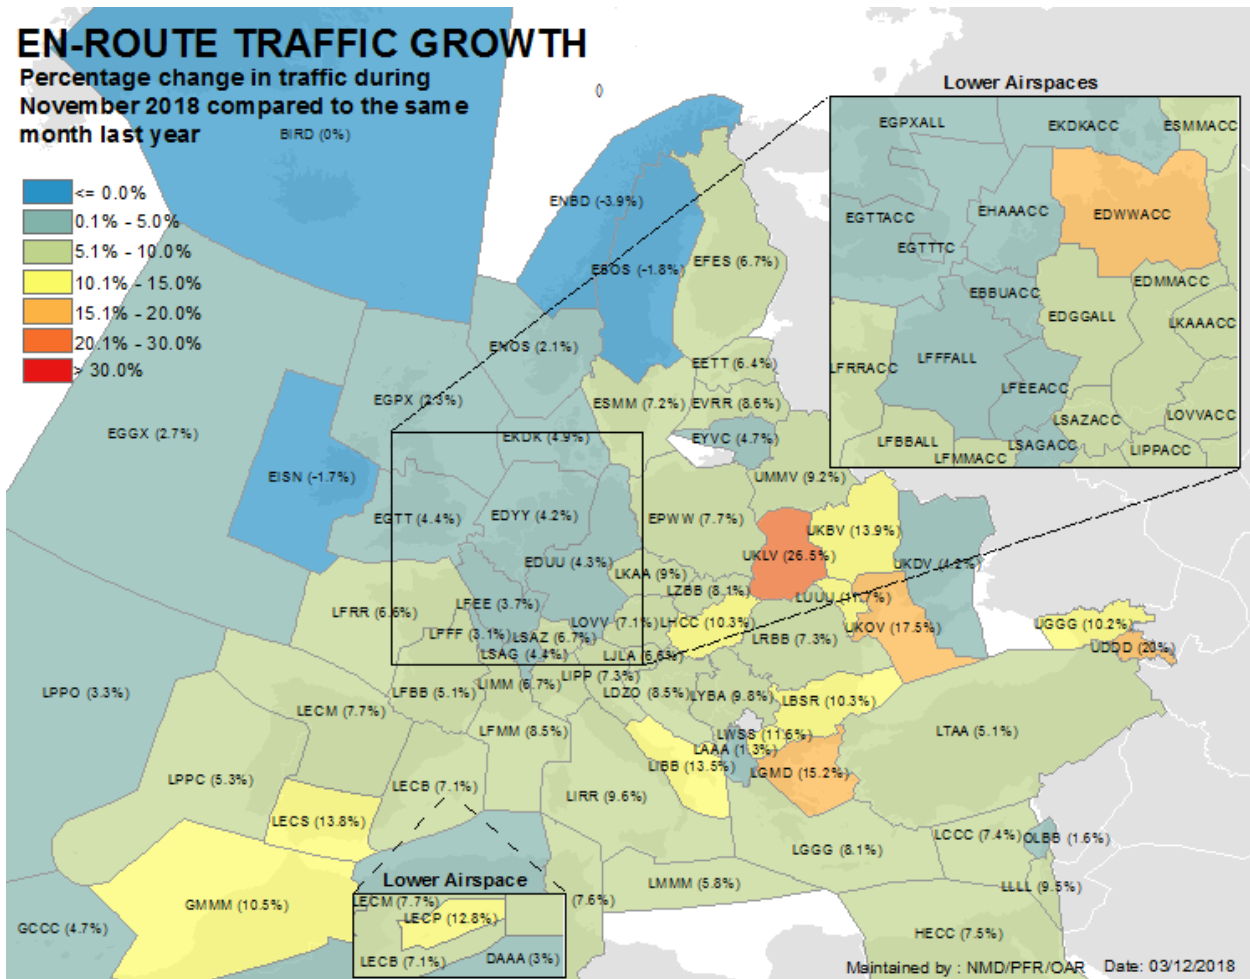 EN-ROUTE TRAFFIC GROWTH
Percentage change in traffic during
November 2018 compared to the same
month last year
BIRD (0%)
0
<= 0.0%
0.1% - 5.0%
5.1% - 10.0%
10.1% - 15.0%
15.1% - 20.0%
20.1% - 30.0%
> 30.0%
Lower Airspaces
EGPXALL
EKDKACC
ESMMACC
EGTTACC
EHAAACC
EDWWACC
EGTTTC
EBBUACC
EDMMACC
EDGGALL
LKAAACC
LFRRACC
LFFFALL
LFEEACC
LSAZACC
LOVVACC
LFBBALL
LSAGACC
LFMMACC
LIPPACC
ENBD (-3.9%)
ESOS (-1.8%)
EFES (6.7%)
ENOS (2.1%)
EETT (6.4%)
EGPX (2.3%)
ESMM (7.2%)
EVRR (8.6%)
EGGX (2.7%)
EKDK (4.9%)
EYVC (4.7%)
EISN (-1.7%)
UMMV (9.2%)
EGTT (4.4%)
EDYY (4.2%)
EPWW (7.7%)
UKBV (13.9%)
UKLV (26.5%)
UKDV (4.2%)
EDUU (4.3%)
LKAA (9%)
LZBB (8.1%)
LUUU (11.7%)
LFRR (6.6%)
LFEE (3.7%)
LOVV (7.1%)
LHCC (10.3%)
UKOV (17.5%)
UGGG (10.2%)
LFFF (3.1%)
LSAZ (6.7%)
LRBB (7.3%)
UDDD (20%)
LSAG (4.4%)
LJLA (6.6%)
LPPO (3.3%)
LFBB (5.1%)
LIMM (6.7%)
LIPP (7.3%)
LDZO (8.5%)
LYBA (9.8%)
LBSR (10.3%)
LECM (7.7%)
LFMM (8.5%)
LWSS (11.6%)
LTAA (5.1%)
LAAA (1.3%)
LIBB (13.5%)
LGMD (15.2%)
LPPC (5.3%)
LECB (7.1%)
LIRR (9.6%)
LECS (13.8%)
LCCC (7.4%)
OLBB (1.6%)
LGGG (8.1%)
Lower Airspace
LMMM (5.8%)
LLLL (9.5%)
GMMM (10.5%)
LECM (7.7%)
(7.6%)
LECP (12.8%)
GCCC (4.7%)
HECC (7.5%)
LECB (7.1%)
DAAA (3%)
Maintained by : NMD/PFR/OAR Date: 03/12/2018